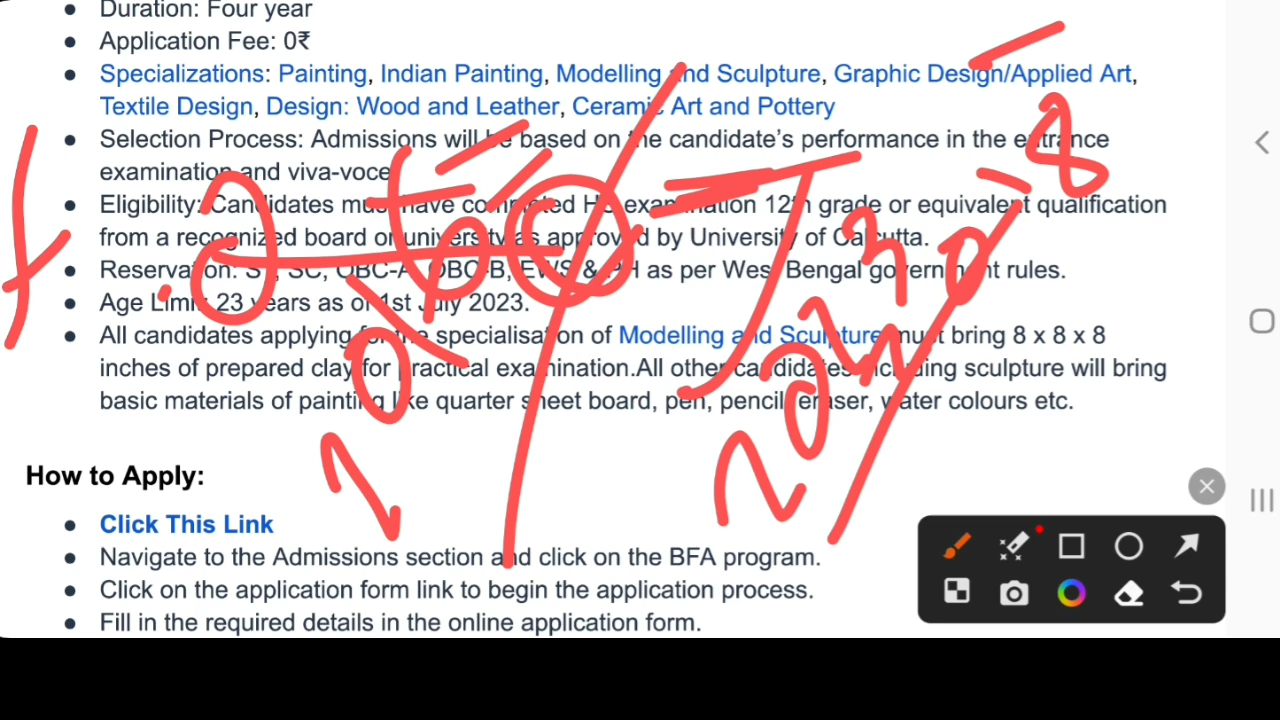 Duration: Four year
Application Fee: 0₹
Specializations: Painting, Indian Painting, Modelling and Sculpture, Graphic Design/Applied Art,
Textile Design, Design: Wood and Leather, Ceramic Art and Pottery
Selection Process: Admissions will be based on the candidate's performance in the entrance
examination and viva-voce
Eligibility: Candidates must have completed HS examination 12th grade or equivalent qualification
from a recognized board or university as approved by University of Calcutta.
Reservation: ST, SC, OBC-A, OBC-B, EWS & PH as per West Bengal government rules.
Age Limit: 23 years as of 1st July 2023.
All candidates applying for the specialisation of Modelling and Sculpture must bring 8 x 8 x 8
inches of prepared clay for practical examination.All other candidates including sculpture will bring
basic materials of painting like quarter sheet board, pen, pencil, eraser, water colours etc.
How to Apply:
Click This Link
Navigate to the Admissions section and click on the BFA program.
Click on the application form link to begin the application process.
Fill in the required details in the online application form.